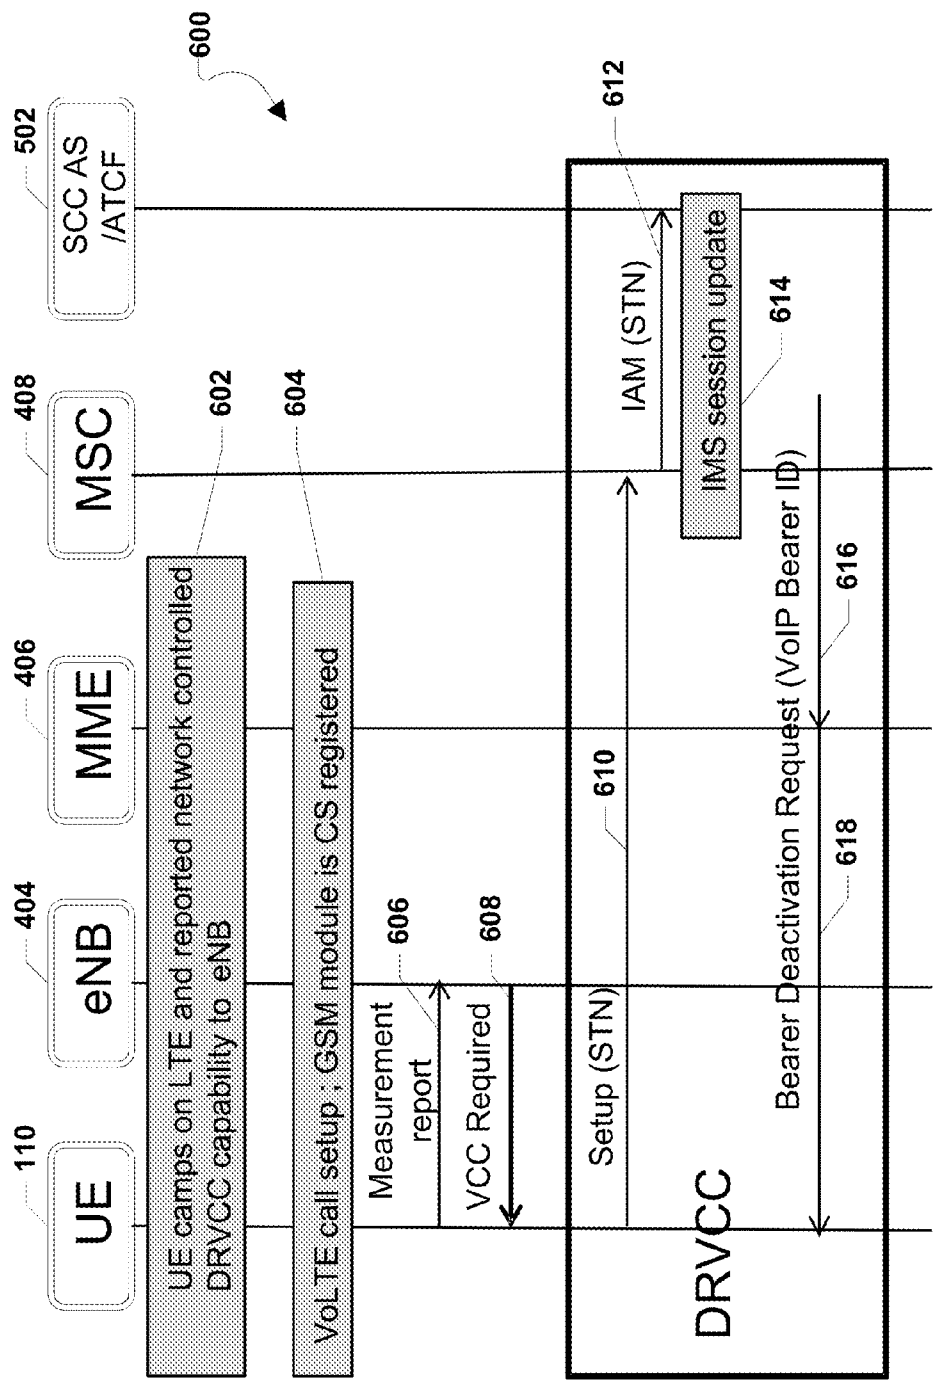 600
110
404
406
408
502
UE
eNB
MME
MSC
SCC AS
/ATCF
UE camps on LTE and reported network controlled
DRVCC capability to eNB
602
VoLTE call setup ; GSM module is CS registered
604
Measurement
report
606
VCC Required
608
DRVCC
Setup (STN)
610
IAM (STN)
612
IMS session update
614
Bearer Deactivation Request (VoIP Bearer ID)
616
618